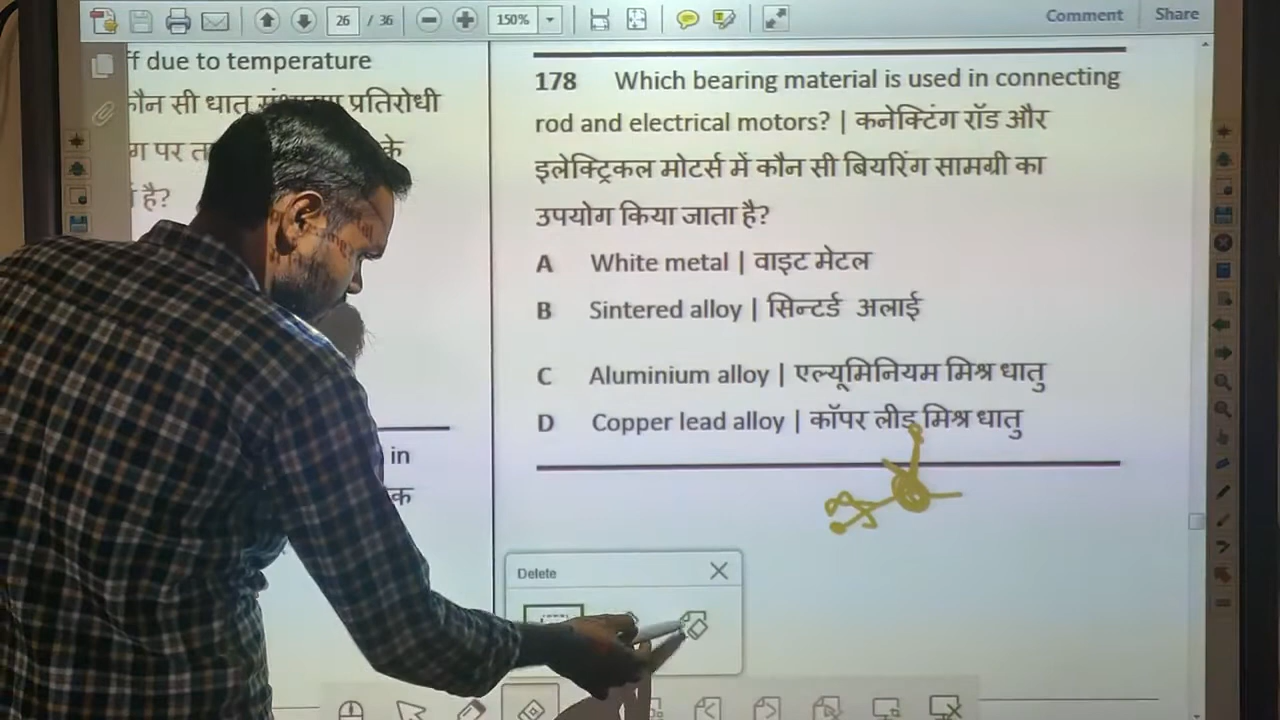 26 / 36
150%
Comment
Share
ff due to temperature
प्रतिरोधी
ग पर
के
है?
in
क
178 Which bearing material is used in connecting
rod and electrical motors? | कनेक्टिंग रॉड और
इलेक्ट्रिकल मोटर्स में कौन सी बियरिंग सामग्री का
उपयोग किया जाता है?
A White metal | वाइट मेटल
B Sintered alloy | सिन्टर्ड अलाई
C Aluminium alloy | एल्यूमिनियम मिश्र धातु
D Copper lead alloy | कॉपर लीड मिश्र धातु
Delete